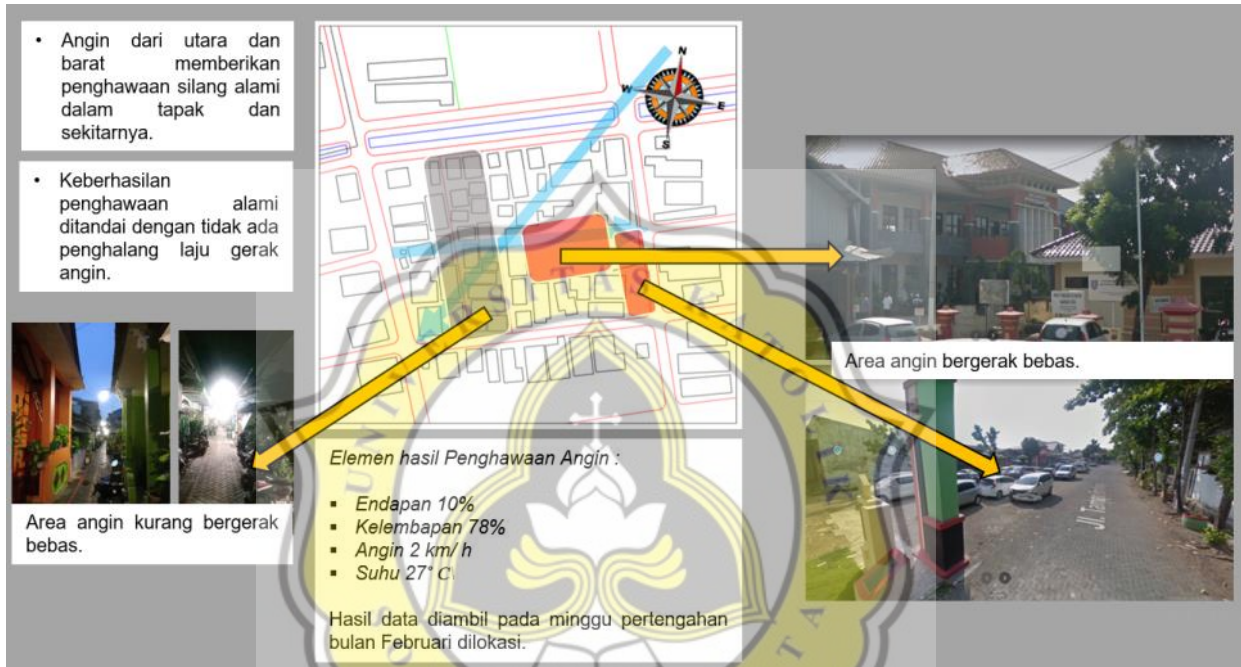 • Angin dari utara dan
barat memberikan
penghawaan silang alami
dalam tapak dan
sekitarnya.
• Keberhasilan
penghawaan alami
ditandai dengan tidak ada
penghalang laju gerak
angin.
N
W
E
S
Area angin bergerak bebas.
Area angin kurang bergerak
bebas.
Elemen hasil Penghawaan Angin :
▪ Endapan 10%
▪ Kelembapan 78%
▪ Angin 2 km/ h
▪ Suhu 27° C
Hasil data diambil pada minggu pertengahan
bulan Februari dilokasi.